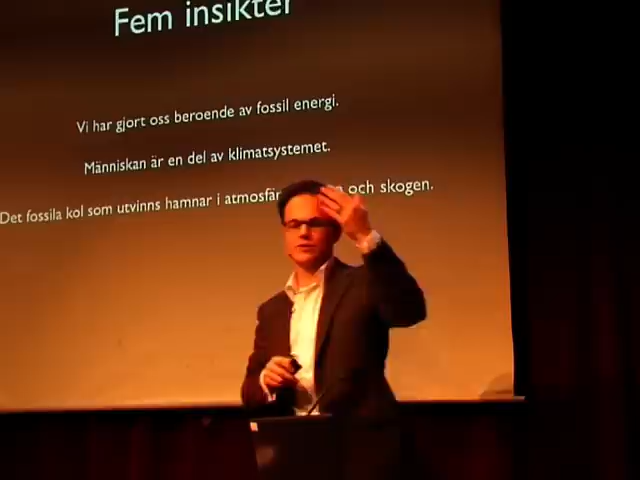 Fem insikter
Vi har gjort oss beroende av fossil energi.
Människan är en del av klimatsystemet.
Det fossila kol som utvinns hamnar i och skogen.